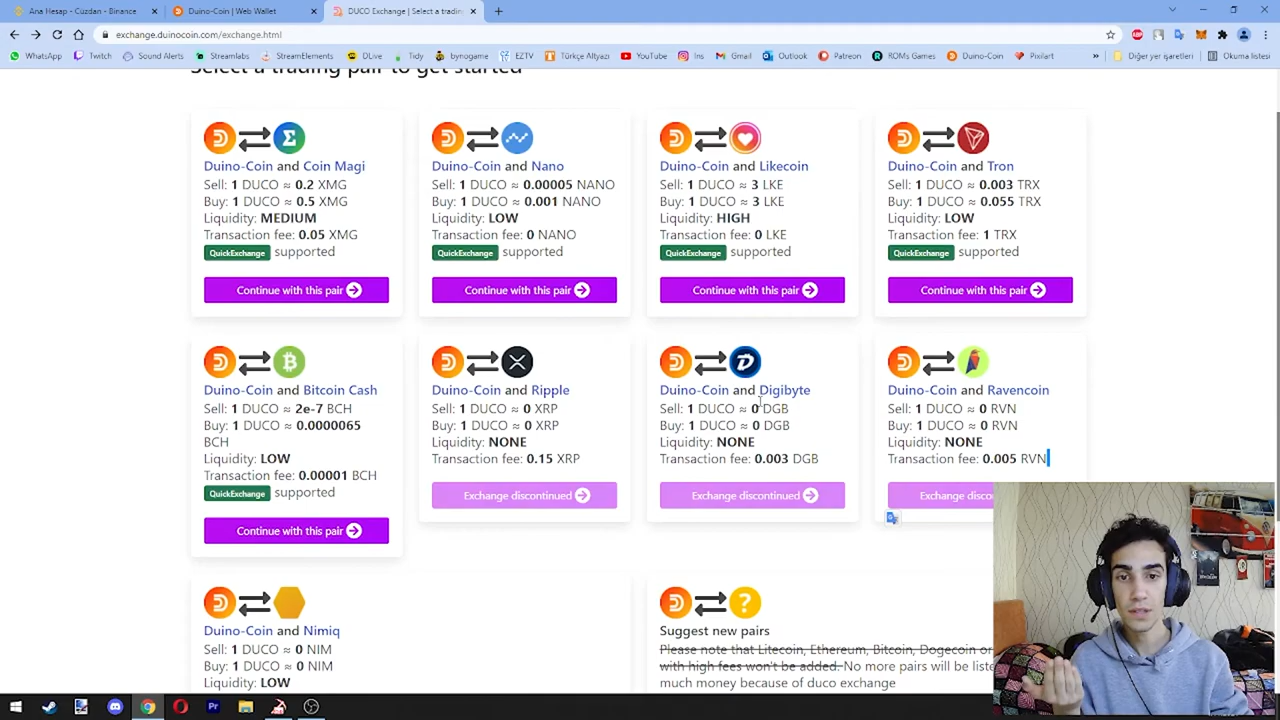 Ana Hesap - Cüzdan - Binance
Duino-Coin | Web Wallet
DUCO Exchange | Select a tradin
exchange.duinocoin.com/exchange.html
WhatsApp
Twitch
Sound Alerts
Streamlabs
StreamElements
DLive
Tidy
bynogame
EZTV
Türkçe Altyazı
YouTube
Ins
Gmail
Outlook
Patreon
ROMs Games
Duino-Coin
Pixilart
»
Diğer yer işaretleri
Okuma listesi
Select a trading pair to get started
Duino-Coin and Coin Magi
Sell: 1 DUCO ≈ 0.2 XMG
Buy: 1 DUCO ≈ 0.5 XMG
Liquidity: MEDIUM
Transaction fee: 0.05 XMG
QuickExchange supported
Continue with this pair
Duino-Coin and Nano
Sell: 1 DUCO ≈ 0.00005 NANO
Buy: 1 DUCO ≈ 0.001 NANO
Liquidity: LOW
Transaction fee: 0 NANO
QuickExchange supported
Continue with this pair
Duino-Coin and Likecoin
Sell: 1 DUCO ≈ 3 LKE
Buy: 1 DUCO ≈ 3 LKE
Liquidity: HIGH
Transaction fee: 0 LKE
QuickExchange supported
Continue with this pair
Duino-Coin and Tron
Sell: 1 DUCO ≈ 0.003 TRX
Buy: 1 DUCO ≈ 0.055 TRX
Liquidity: LOW
Transaction fee: 1 TRX
QuickExchange supported
Continue with this pair
Duino-Coin and Bitcoin Cash
Sell: 1 DUCO ≈ 2e-7 BCH
Buy: 1 DUCO ≈ 0.0000065
BCH
Liquidity: LOW
Transaction fee: 0.00001 BCH
QuickExchange supported
Continue with this pair
Duino-Coin and Ripple
Sell: 1 DUCO ≈ 0 XRP
Buy: 1 DUCO ≈ 0 XRP
Liquidity: NONE
Transaction fee: 0.15 XRP
Exchange discontinued
Duino-Coin and Digibyte
Sell: 1 DUCO ≈ 0 DGB
Buy: 1 DUCO ≈ 0 DGB
Liquidity: NONE
Transaction fee: 0.003 DGB
Exchange discontinued
Duino-Coin and Ravencoin
Sell: 1 DUCO ≈ 0 RVN
Buy: 1 DUCO ≈ 0 RVN
Liquidity: NONE
Transaction fee: 0.005 RVN
Exchange disco
Duino-Coin and Nimiq
Sell: 1 DUCO ≈ 0 NIM
Buy: 1 DUCO ≈ 0 NIM
Liquidity: LOW
Suggest new pairs
Please note that Litecoin, Ethereum, Bitcoin, Dogecoin or
with high fees won't be added. No more pairs will be liste
much money because of duco exchange